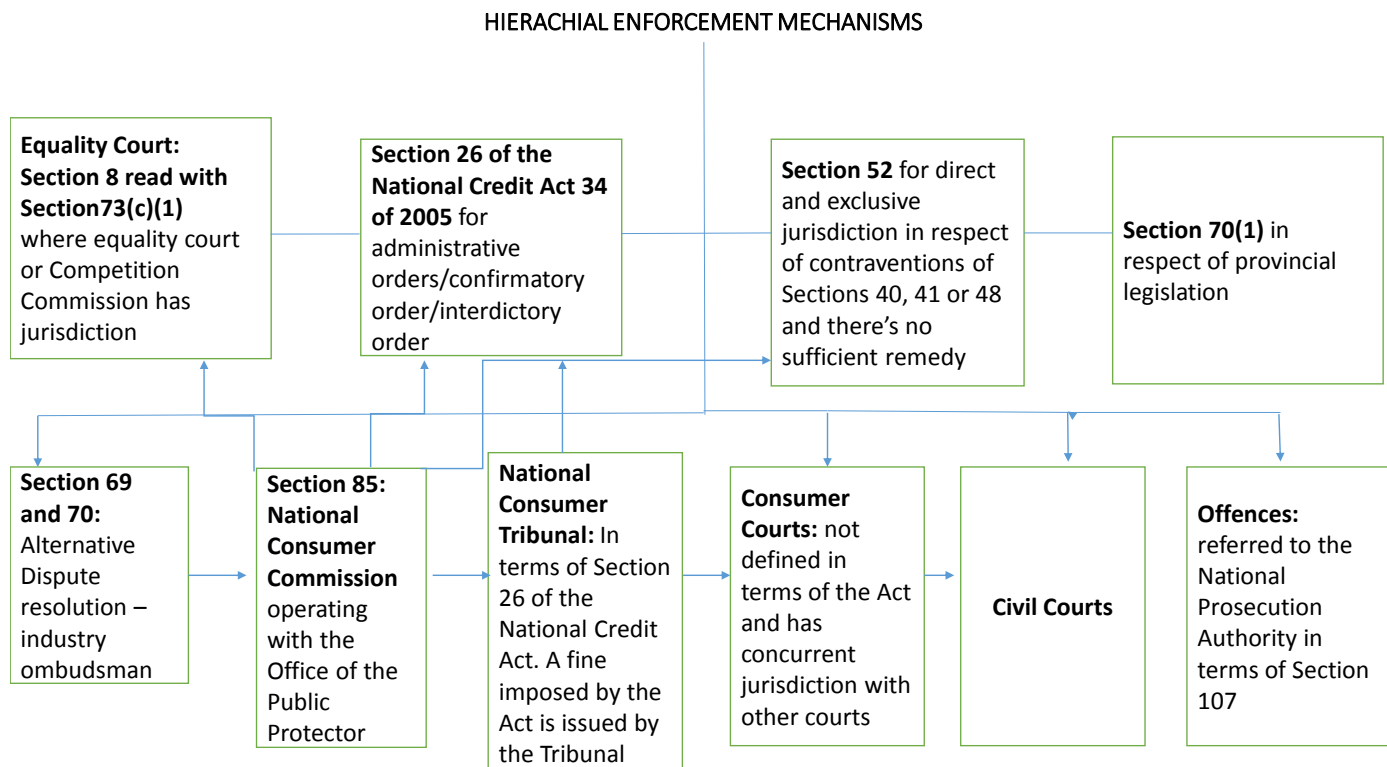 HIERACHIAL ENFORCEMENT MECHANISMS
Equality Court:
Section 8 read with
Section73(c)(1)
where equality court
or Competition
Commission has
jurisdiction
Section 26 of the
National Credit Act 34
of 2005 for
administrative
orders/confirmatory
order/interdictory
order
Section 52 for direct
and exclusive
jurisdiction in respect
of contraventions of
Sections 40, 41 or 48
and there’s no
sufficient remedy
Section 70(1) in
respect of provincial
legislation
Section 69
and 70:
Alternative
Dispute
resolution –
industry
ombudsman
Section 85:
National
Consumer
Commission
operating
with the
Office of the
Public
Protector
National
Consumer
Tribunal: In
terms of Section
26 of the
National Credit
Act. A fine
imposed by the
Act is issued by
the Tribunal
Consumer
Courts: not
defined in
terms of the Act
and has
concurrent
jurisdiction with
other courts
Civil Courts
Offences:
referred to the
National
Prosecution
Authority in
terms of Section
107